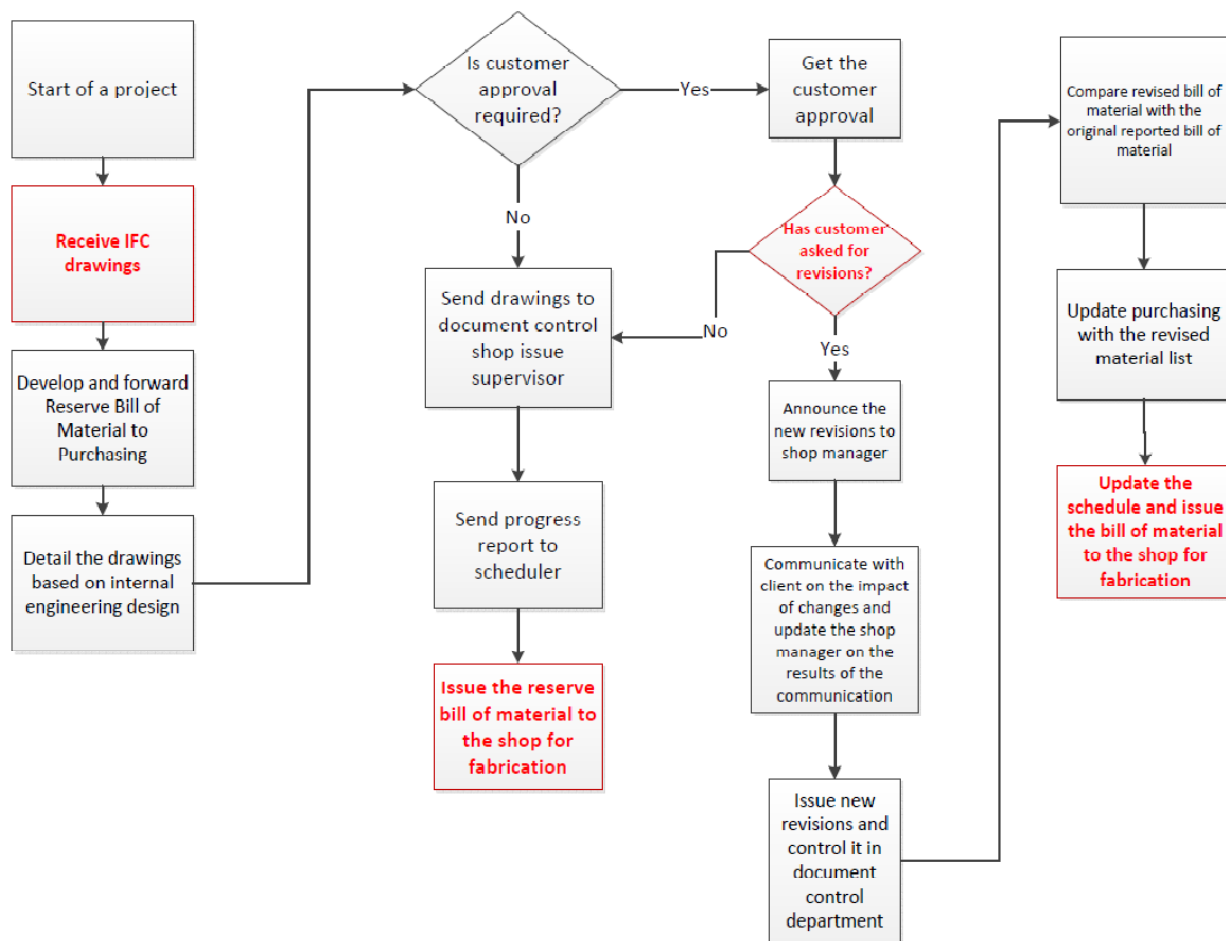 Start of a project
Receive IFC
drawings
Develop and forward
Reserve Bill of
Material to
Purchasing
Detail the drawings
based on internal
engineering design
Is customer
approval
required?
Yes
No
Send drawings to
document control
shop issue
supervisor
Send progress
report to
scheduler
Issue the reserve
bill of material to
the shop for
fabrication
Get the
customer
approval
Has customer
asked for
revisions?
No
Yes
Announce the
new revisions to
shop manager
Communicate with
client on the impact
of changes and
update the shop
manager on the
results of the
communication
Issue new
revisions and
control it in
document
control
department
Compare revised bill of
material with the
original reported bill of
material
Update purchasing
with the revised
material list
Update the
schedule and issue
the bill of material
to the shop for
fabrication